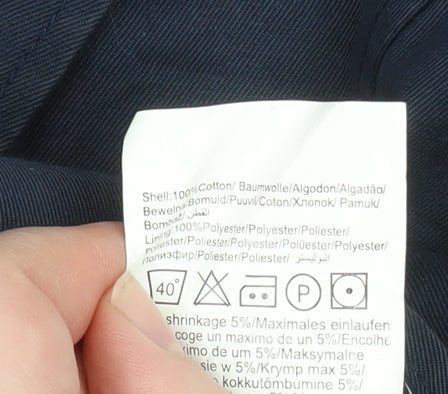 Shell:100%Cotton/ Baumwolle/Algodon/Algadão/
Bewelna/Bomuld/Puuvil/Coton/Хлопок/ Pamuk/
Bombaž/ القطن
Lining:100%Polyester/Polyester/Poliester/
Poliester/Poliester/Polyester/Polüester/Polyester/
Полиэфир/Poliester/Poliester/ البوليستر
40° P
shrinkage 5%/Maximales einlaufen
coge un maximo de un 5%/Encolhe
ximo de um 5%/Maksymalne
sie w 5%/Krymp max 5%/
kokkutõmbumine 5%/